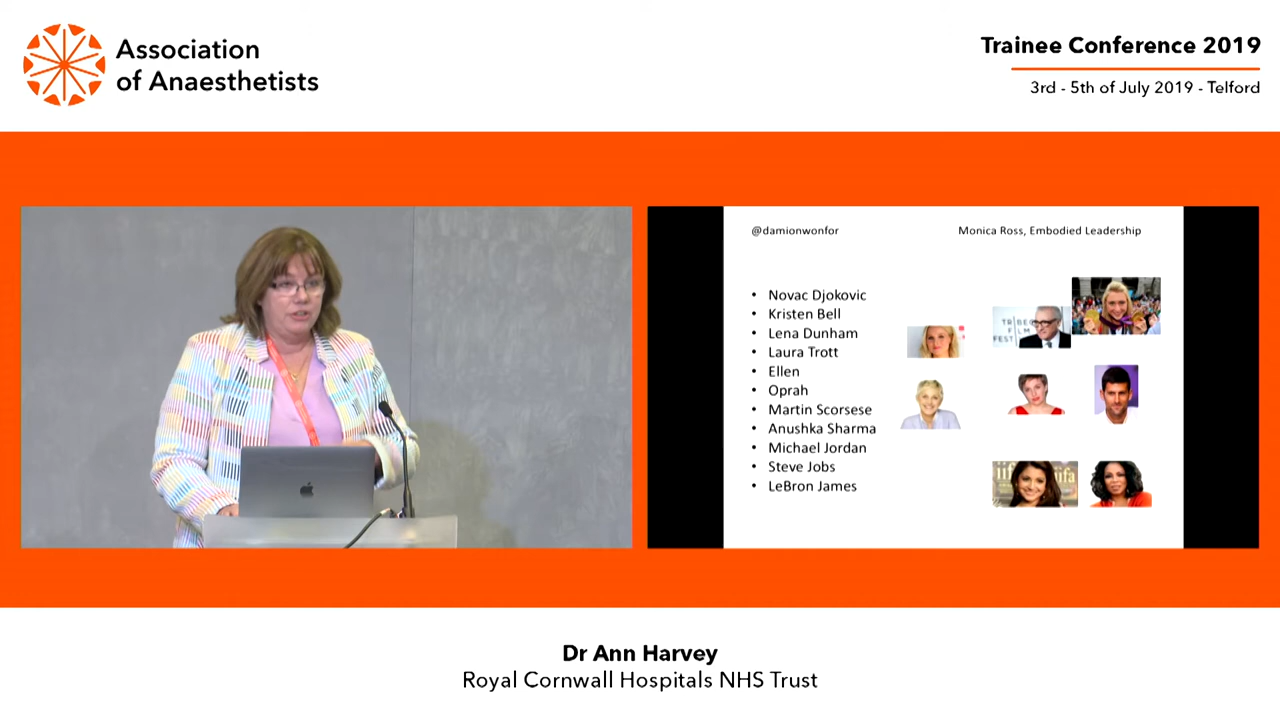 Association
of Anaesthetists
Trainee Conference 2019
3rd - 5th of July 2019 - Telford
@damionwonfor
Monica Ross, Embodied Leadership
• Novac Djokovic
• Kristen Bell
• Lena Dunham
• Laura Trott
• Ellen
• Oprah
• Martin Scorsese
• Anushka Sharma
• Michael Jordan
• Steve Jobs
• LeBron James
Dr Ann Harvey
Royal Cornwall Hospitals NHS Trust